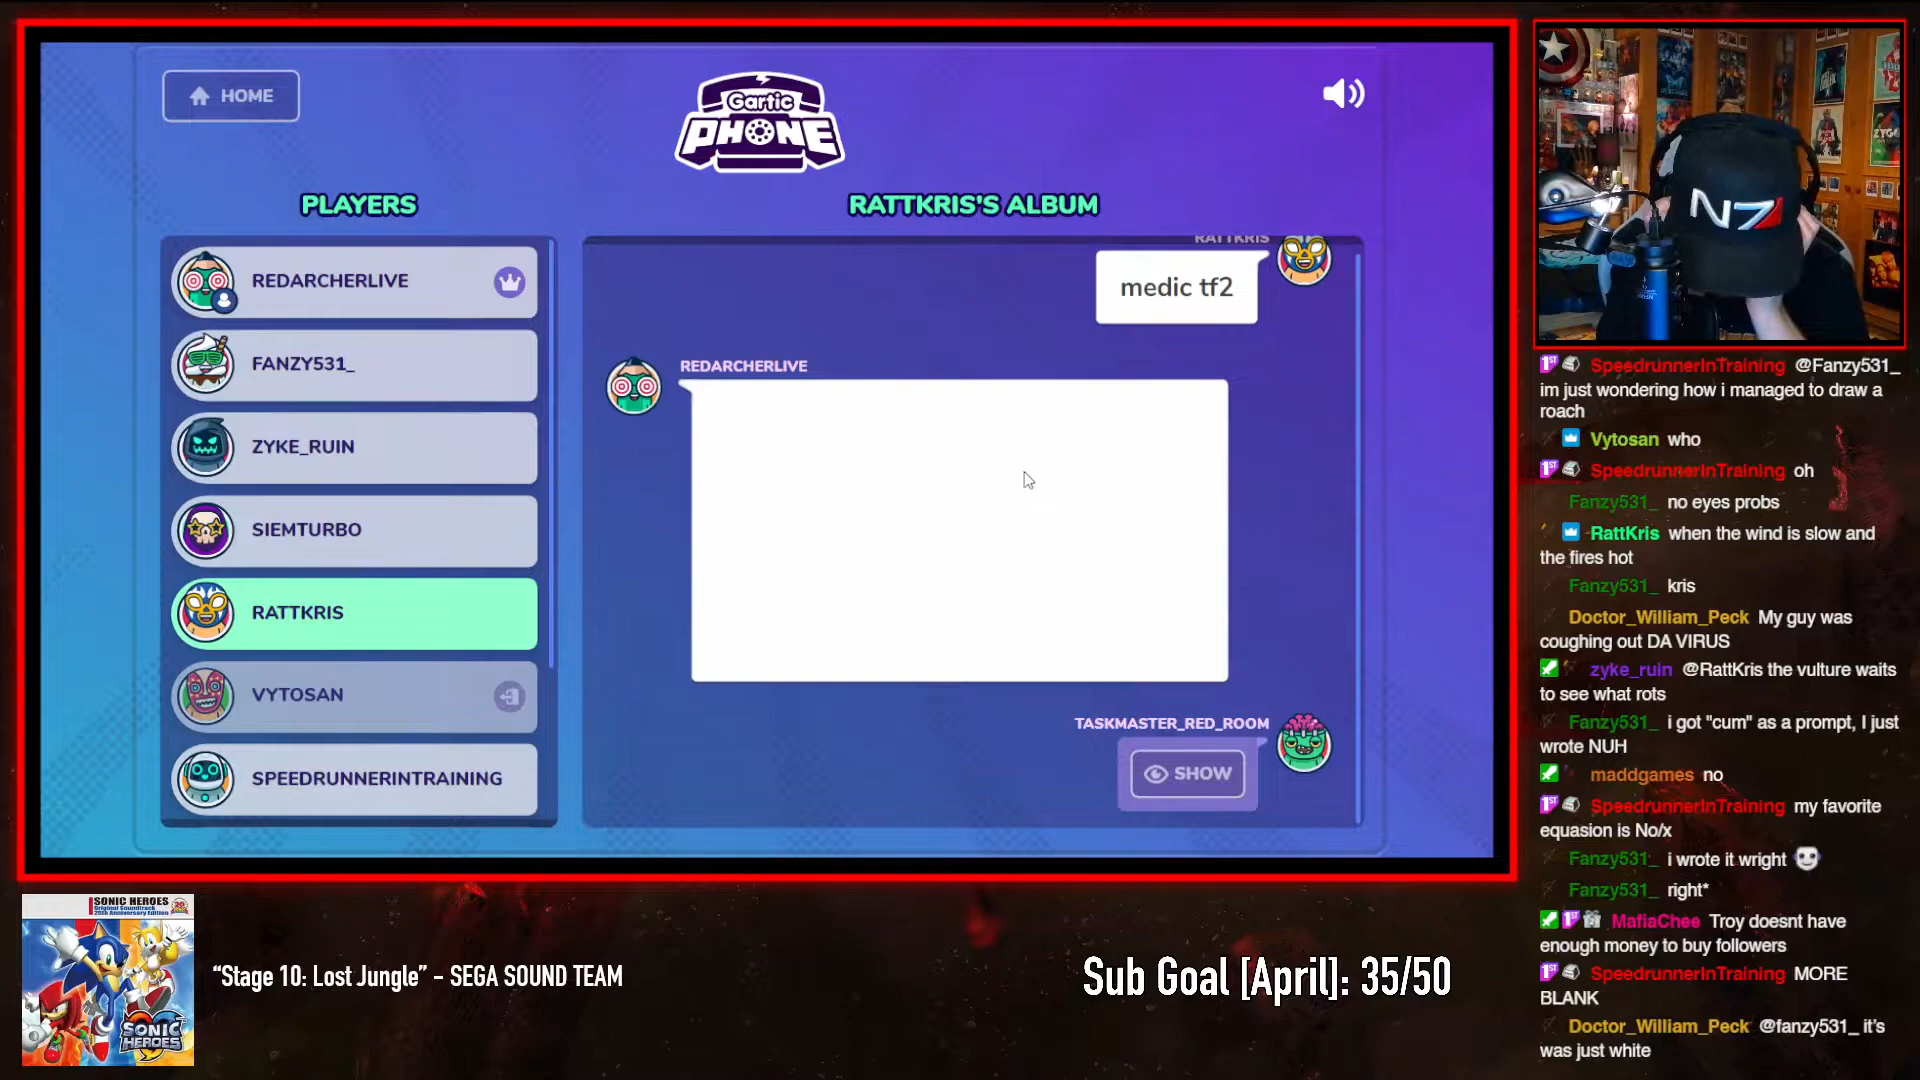 HOME
Gartic
PHONE
PLAYERS
RATTKRIS'S ALBUM
REDARCHERLIVE
FANZY531_
ZYKE_RUIN
SIEMTURBO
RATTKRIS
VYTOSAN
SPEEDRUNNERINTRAINING
RATTKRIS
medic tf2
REDARCHERLIVE
TASKMASTER_RED_ROOM
SHOW
N7
SpeedrunnerInTraining @Fanzy531_
im just wondering how i managed to draw a
roach
Vytosan who
SpeedrunnerInTraining oh
Fanzy531_ no eyes probs
RattKris when the wind is slow and
the fires hot
Fanzy531_ kris
Doctor_William_Peck My guy was
coughing out DA VIRUS
zyke_ruin @RattKris the vulture waits
to see what rots
Fanzy531_ i got "cum" as a prompt, I just
wrote NUH
maddgames no
SpeedrunnerInTraining my favorite
equasion is No/x
Fanzy531_ i wrote it wright
Fanzy531_ right*
MafiaChee Troy doesnt have
enough money to buy followers
SpeedrunnerInTraining MORE
BLANK
Doctor_William_Peck @fanzy531_ it's
was just white
SONIC HEROES
Original Soundtrack
20th Anniversary Edition
SONIC
HEROES
“Stage 10: Lost Jungle” - SEGA SOUND TEAM
Sub Goal [April]: 35/50